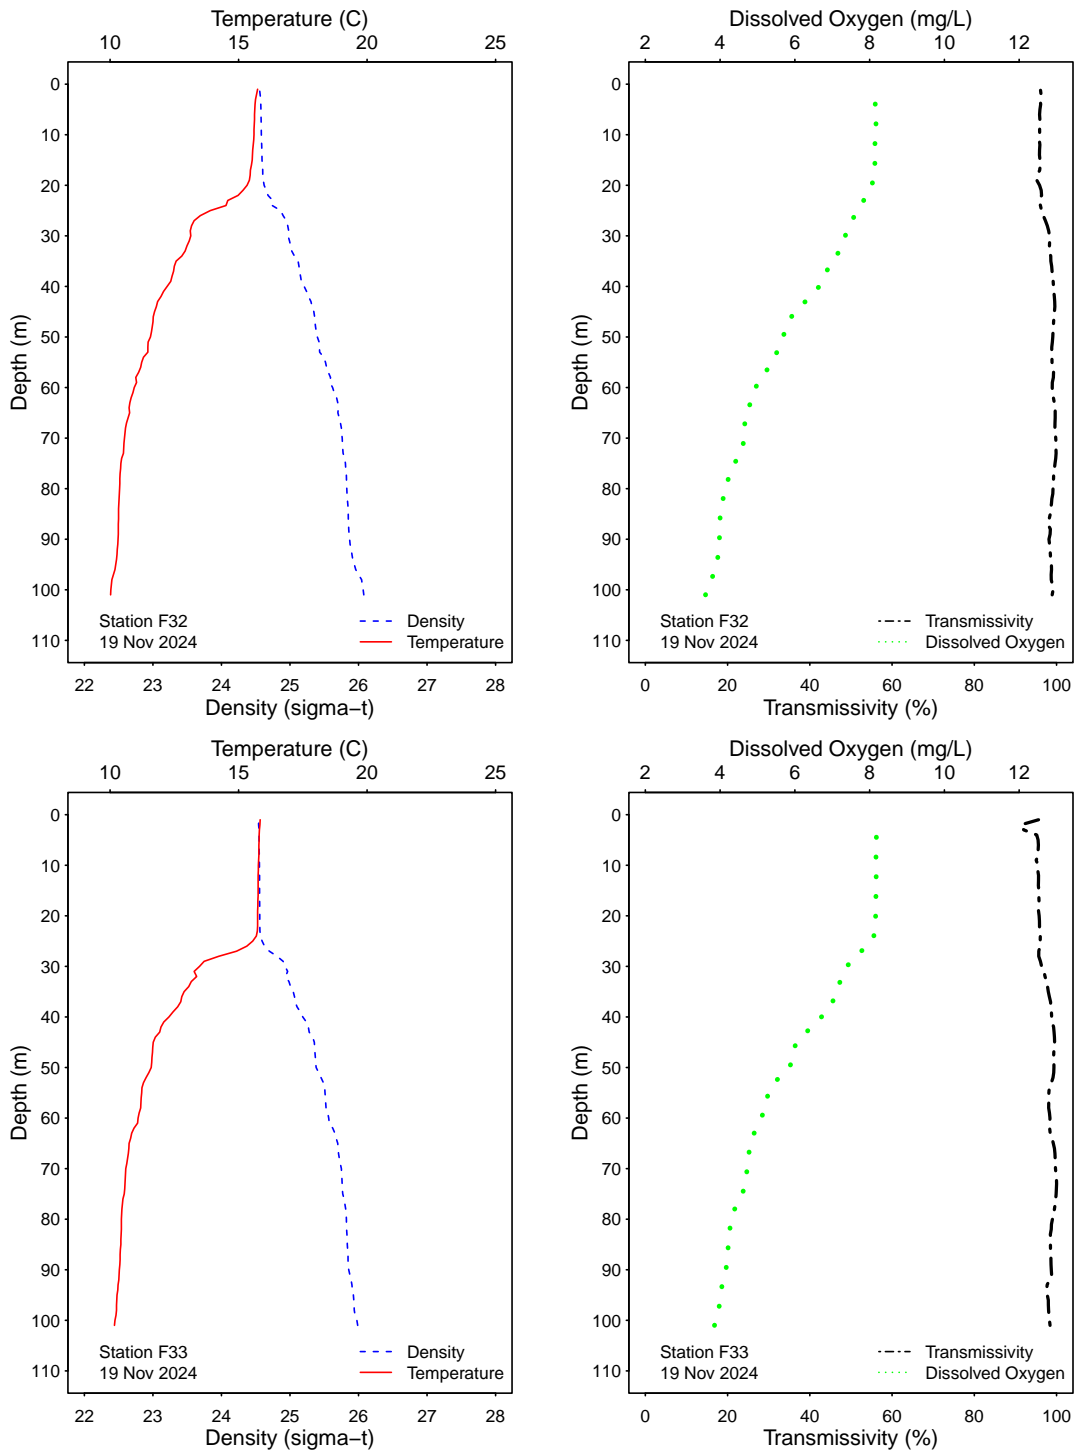 Temperature (C)
10 15 20 25
0
10
20
30
40
50
60
70
80
90
100
110
Depth (m)
Station F32
19 Nov 2024
Density
Temperature
22 23 24 25 26 27 28
Density (sigma−t)
Dissolved Oxygen (mg/L)
2 4 6 8 10 12
0
10
20
30
40
50
60
70
80
90
100
110
Depth (m)
Station F32
19 Nov 2024
Transmissivity
Dissolved Oxygen
0 20 40 60 80 100
Transmissivity (%)
Temperature (C)
10 15 20 25
0
10
20
30
40
50
60
70
80
90
100
110
Depth (m)
Station F33
19 Nov 2024
Density
Temperature
22 23 24 25 26 27 28
Density (sigma−t)
Dissolved Oxygen (mg/L)
2 4 6 8 10 12
0
10
20
30
40
50
60
70
80
90
100
110
Depth (m)
Station F33
19 Nov 2024
Transmissivity
Dissolved Oxygen
0 20 40 60 80 100
Transmissivity (%)